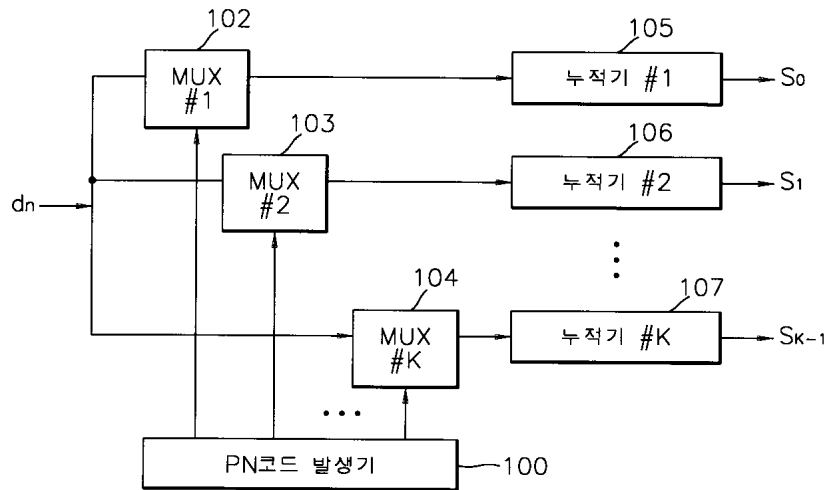 102
MUX
#1
105
누적기 #1
S0
103
MUX
#2
106
누적기 #2
S1
dn
104
MUX
#K
107
누적기 #K
SK-1
PN코드 발생기
100